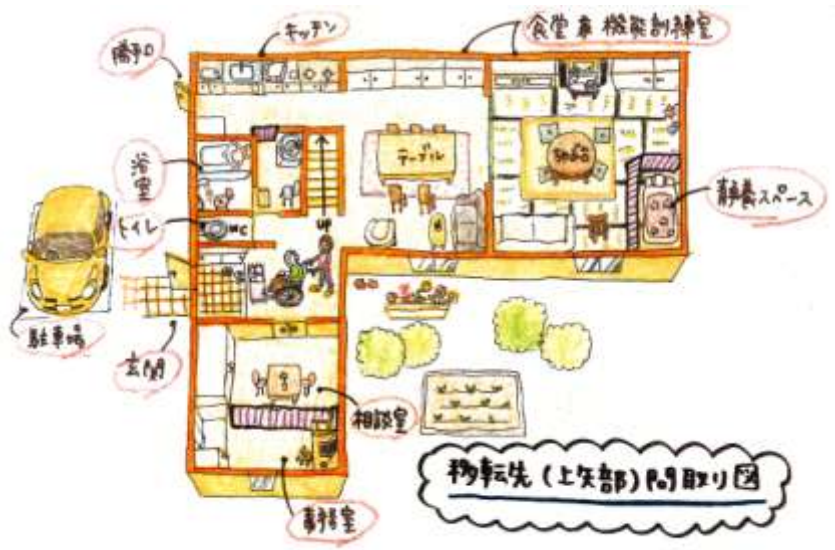 キッチン
食堂兼機能訓練室
勝手口
浴室
テーブル
静養スペース
トイレ
WC
UP
駐車場
玄関
相談室
事務室
移転先(上矢部)間取り図